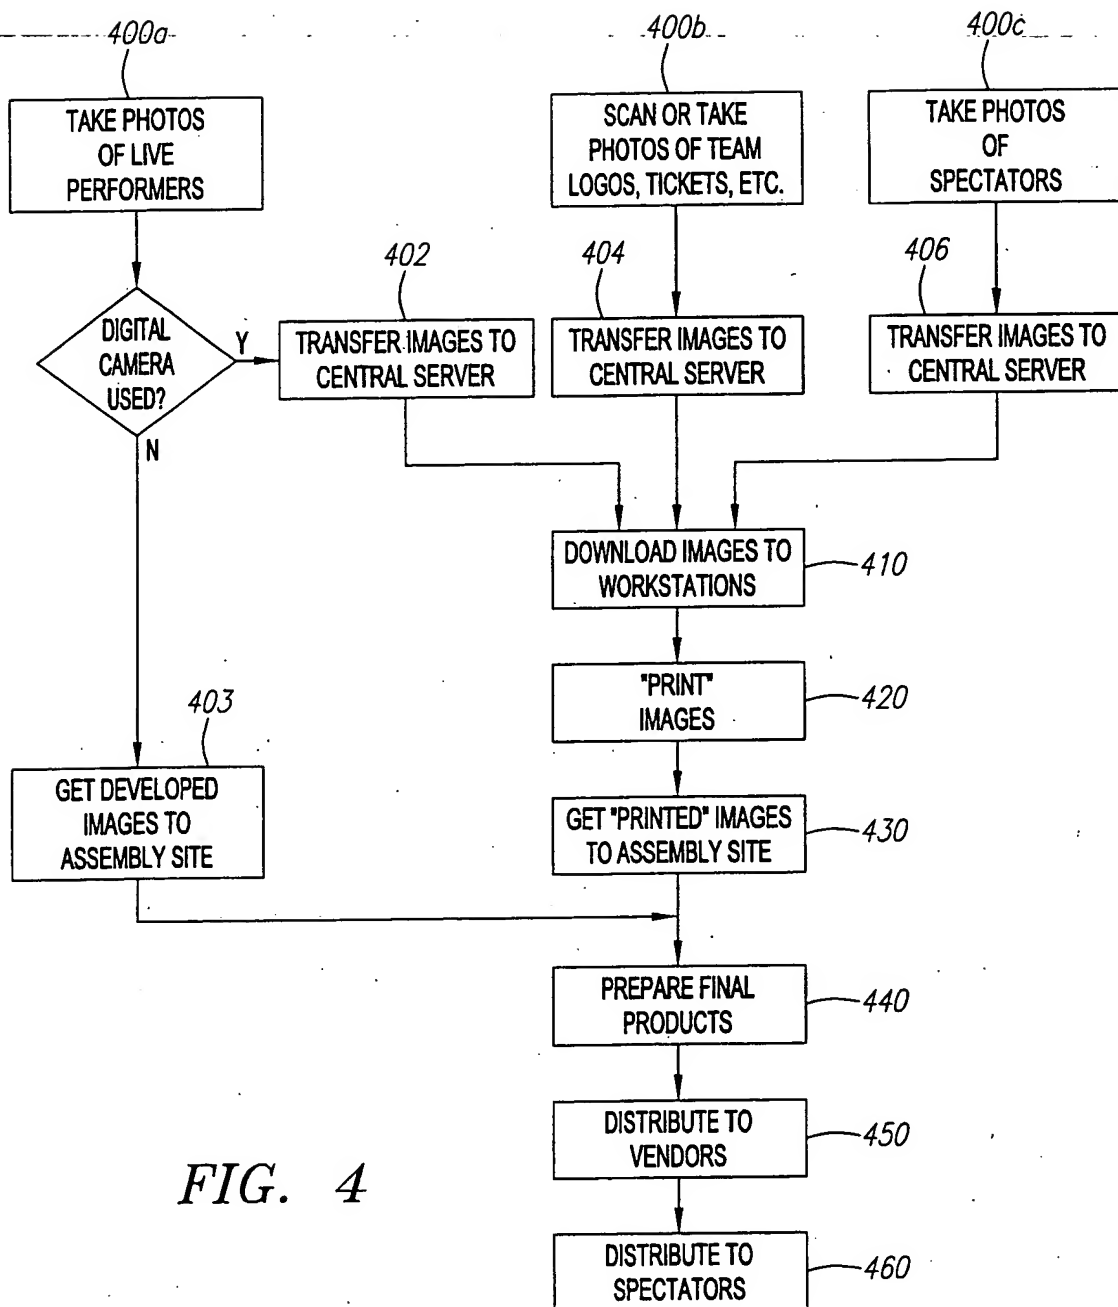 400a
400b
400c
TAKE PHOTOS
OF LIVE
PERFORMERS
SCAN OR TAKE
PHOTOS OF TEAM
LOGOS, TICKETS, ETC.
TAKE PHOTOS
OF
SPECTATORS
402
404
406
DIGITAL
CAMERA
USED?
Y
N
TRANSFER IMAGES TO
CENTRAL SERVER
TRANSFER IMAGES TO
CENTRAL SERVER
TRANSFER IMAGES TO
CENTRAL SERVER
DOWNLOAD IMAGES TO
WORKSTATIONS
410
"PRINT"
IMAGES
420
403
GET DEVELOPED
IMAGES TO
ASSEMBLY SITE
GET "PRINTED" IMAGES
TO ASSEMBLY SITE
430
PREPARE FINAL
PRODUCTS
440
DISTRIBUTE TO
VENDORS
450
DISTRIBUTE TO
SPECTATORS
460
FIG. 4